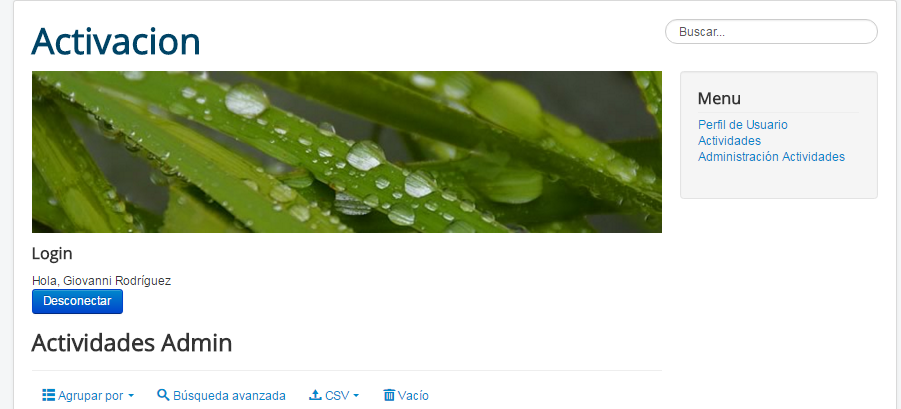 Activacion
Buscar...
Menu
Perfil de Usuario
Actividades
Administración Actividades
Login
Hola, Giovanni Rodríguez
Desconectar
Actividades Admin
Agrupar por Búsqueda avanzada CSV Vacío